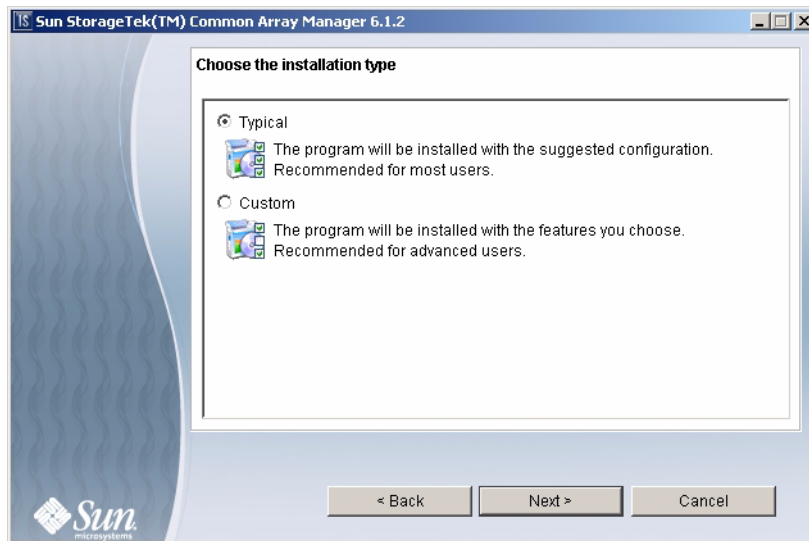 Sun StorageTek(TM) Common Array Manager 6.1.2
Choose the installation type
Typical
The program will be installed with the suggested configuration.
Recommended for most users.
Custom
The program will be installed with the features you choose.
Recommended for advanced users.
< Back
Next >
Cancel
Sun
microsystems